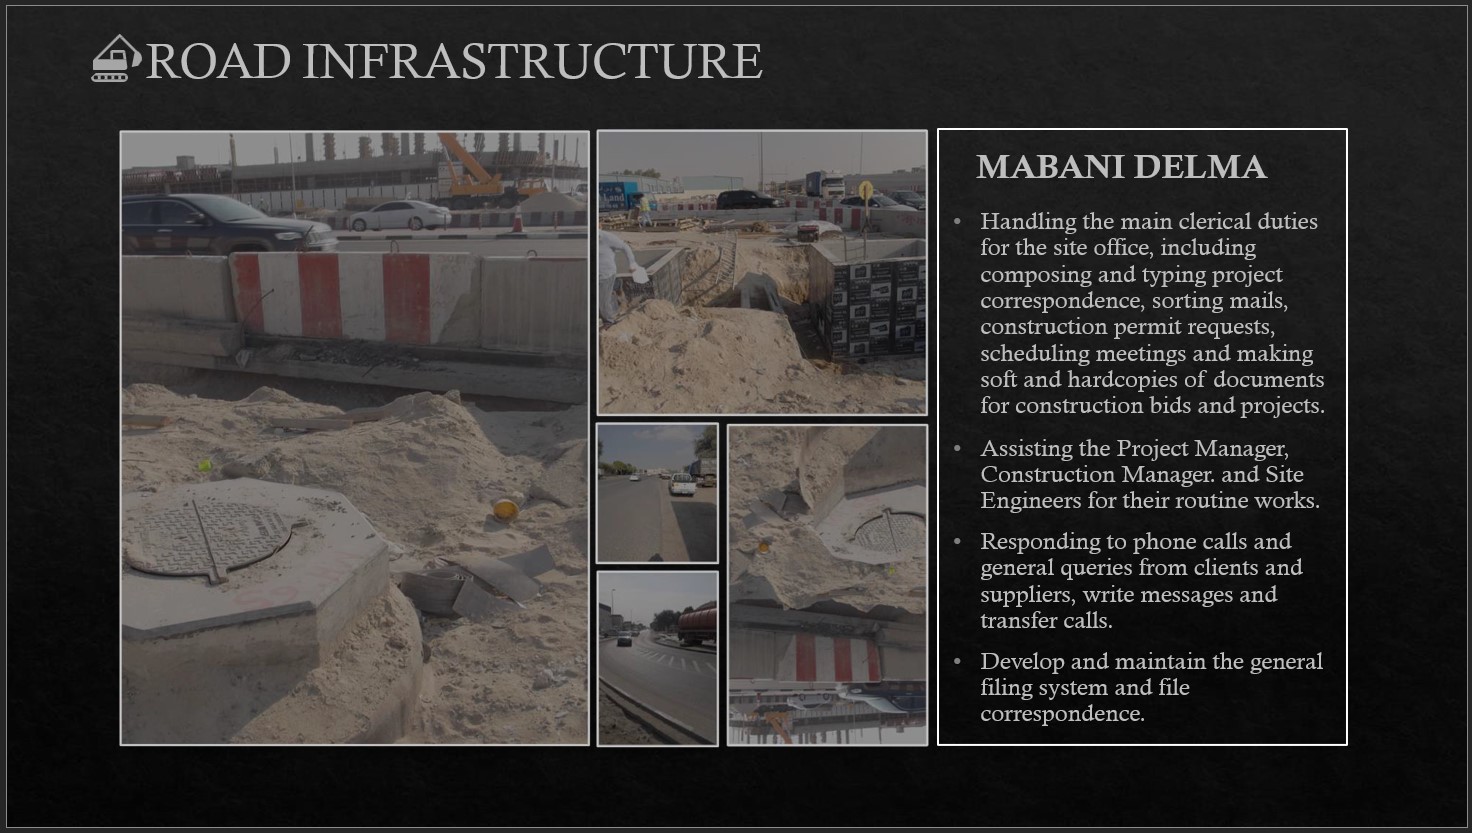 ROAD INFRASTRUCTURE
Land
MABANI DELMA
• Handling the main clerical duties
for the site office, including
composing and typing project
correspondence, sorting mails,
construction permit requests,
scheduling meetings and making
soft and hardcopies of documents
for construction bids and projects.
• Assisting the Project Manager,
Construction Manager. and Site
Engineers for their routine works.
• Responding to phone calls and
general queries from clients and
suppliers, write messages and
transfer calls.
• Develop and maintain the general
filing system and file
correspondence.